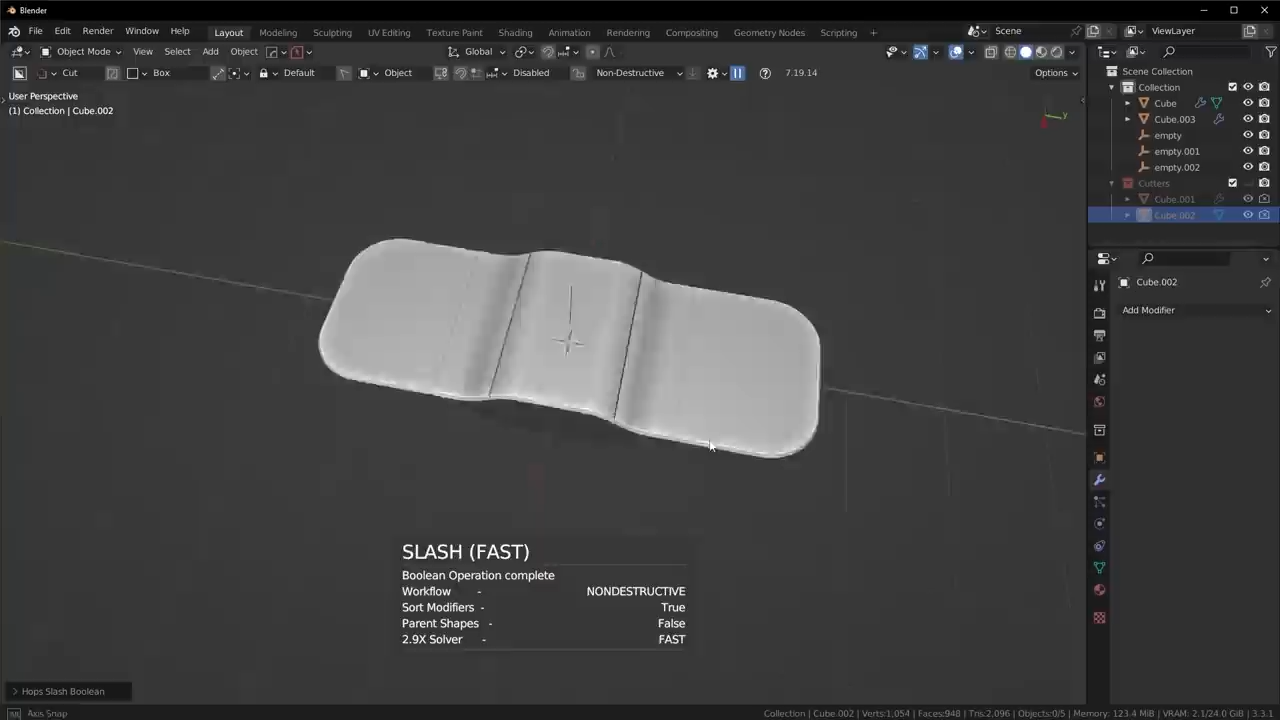 Blender
File Edit Render Window Help Layout Modeling Sculpting UV Editing Texture Paint Shading Animation Rendering Compositing Geometry Nodes Scripting + Scene ViewLayer
Object Mode View Select Add Object Global
Cut Box Default Object Disabled Non-Destructive 7.19.14 Options
User Perspective
(1) Collection | Cube.002
y
Scene Collection
Collection
Cube
Cube.003
empty
empty.001
empty.002
Cutters
Cube.001
Cube.002
Cube.002
Add Modifier
SLASH (FAST)
Boolean Operation complete
Workflow - NONDESTRUCTIVE
Sort Modifiers - True
Parent Shapes - False
2.9X Solver - FAST
Hops Slash Boolean
Axis Snap
Collection | Cube.002 | Verts:1,054 | Faces:948 | Tris:2,096 | Objects:0/5 | Memory: 123.4 MiB | VRAM: 2.1/24.0 GiB | 3.3.1